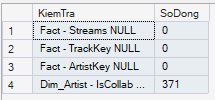 KiemTra SoDong
1 Fact - Streams NULL 0
2 Fact - TrackKey NULL 0
3 Fact - ArtistKey NULL 0
4 Dim_Artist - IsCollab ... 371